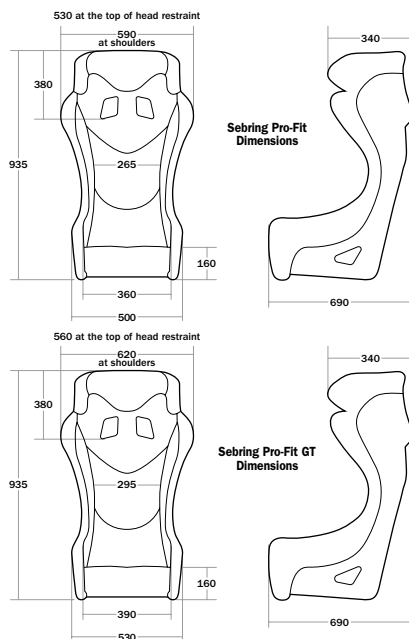 530 at the top of head restraint
590
at shoulders
340
380
Sebring Pro-Fit
Dimensions
935
265
160
360
690
500
560 at the top of head restraint
620
at shoulders
340
380
Sebring Pro-Fit GT
Dimensions
935
295
160
390
690
530